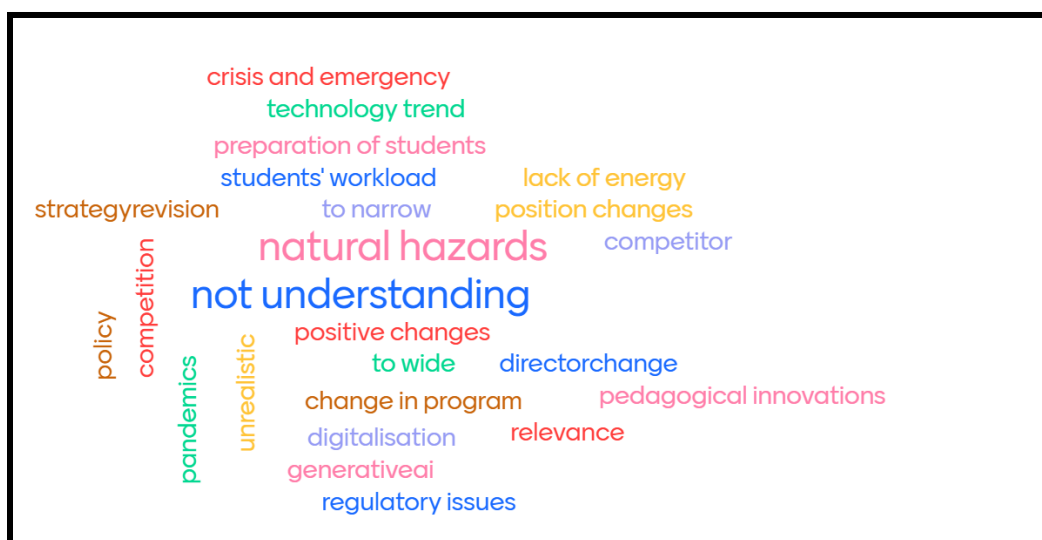 crisis and emergency
technology trend
preparation of students
students' workload
lack of energy
strategyrevision
to narrow
position changes
natural hazards
competitor
competition
not understanding
policy
positive changes
pandemics
unrealistic
to wide
directorchange
change in program
pedagogical innovations
digitalisation
relevance
generativeai
regulatory issues